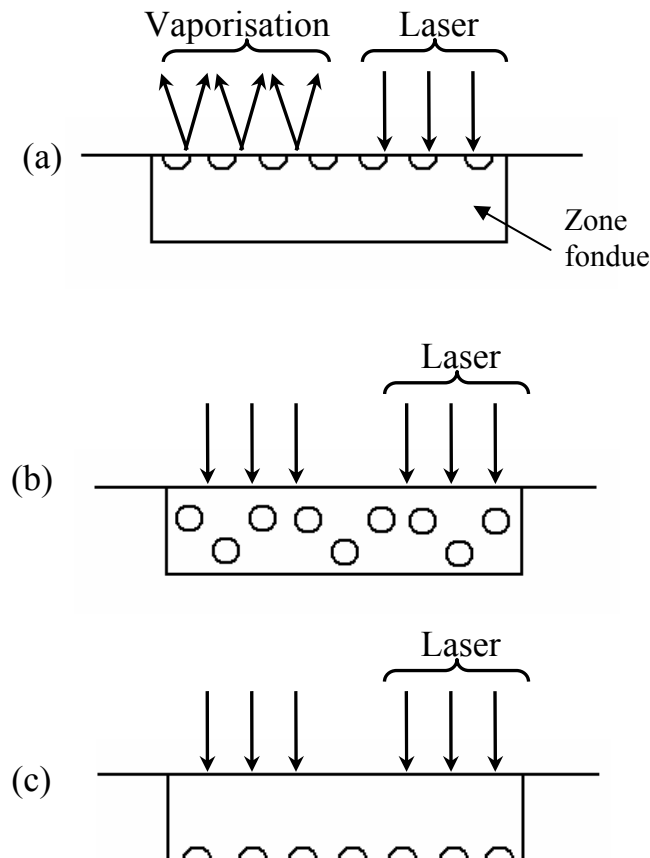 Vaporisation Laser
(a)
Zone
fondue
Laser
(b)
Laser
(c)